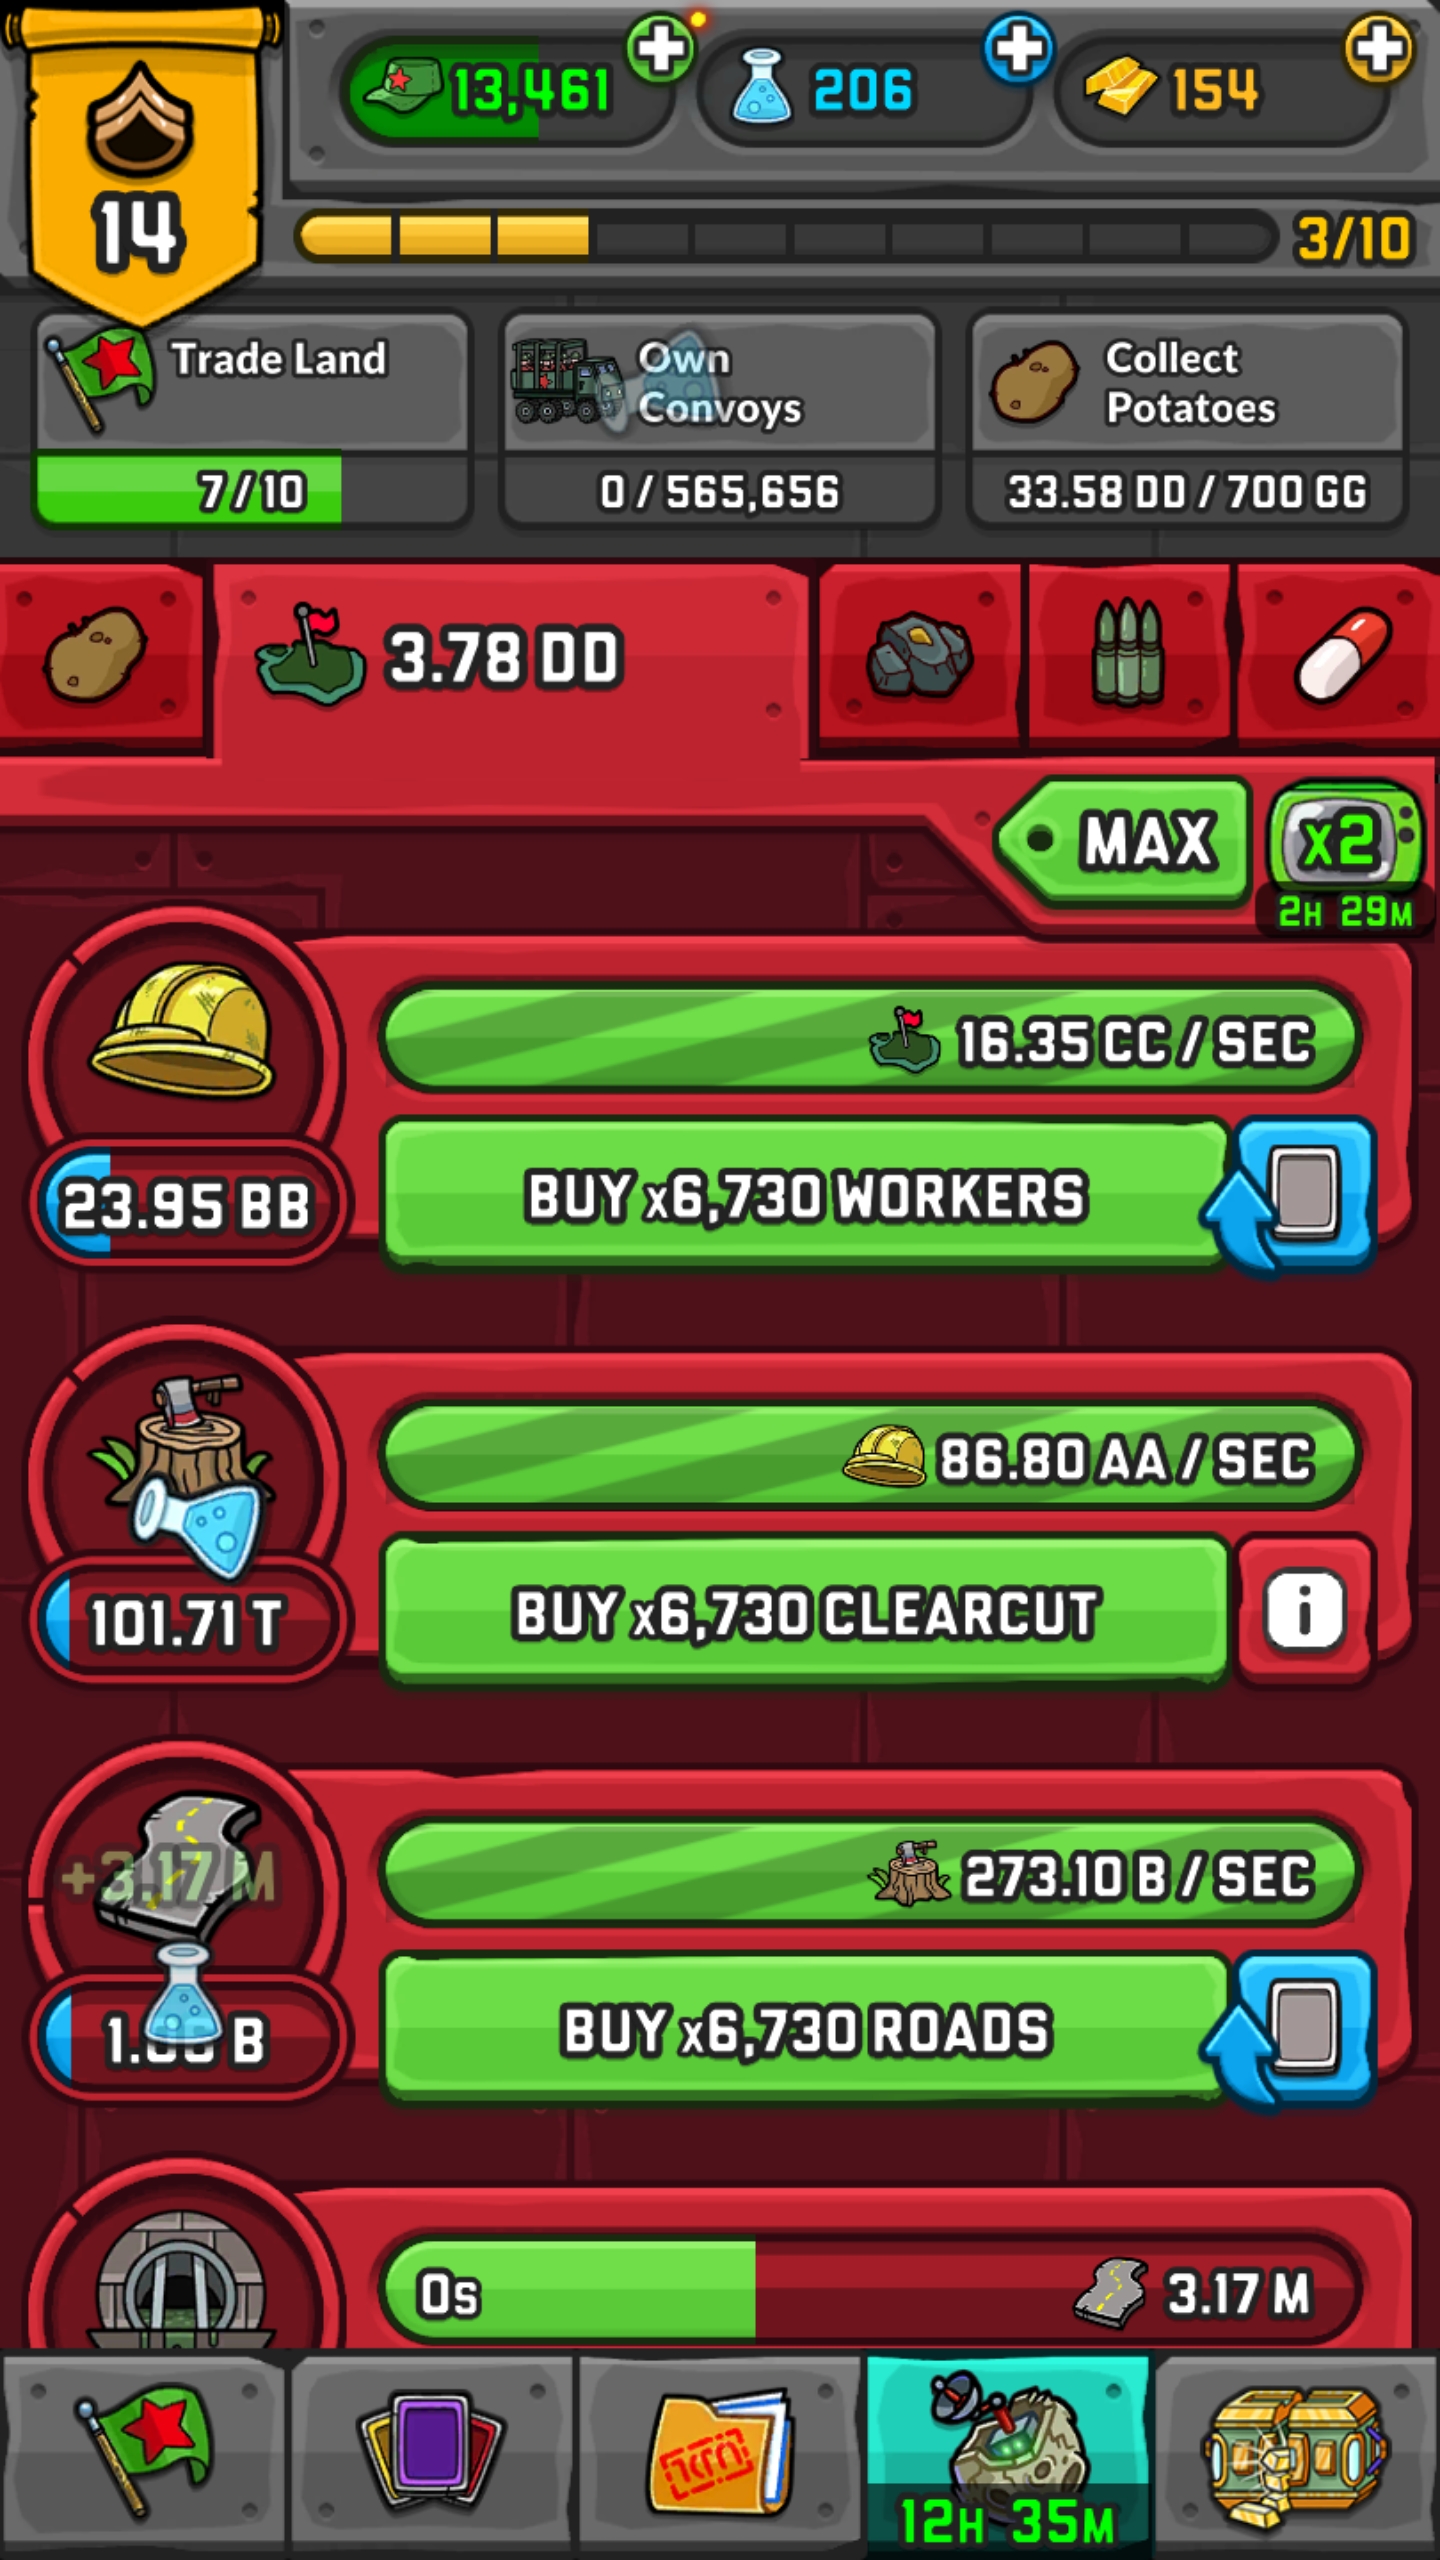 13,461
206
154
14
3/10
Trade Land
7/10
Own
Convoys
0/565,656
Collect
Potatoes
33.58 DD/700 GG
3.78 DD
MAX
x2
2H 29M
16.35 CC/SEC
23.95 BB
BUY x6,730 WORKERS
86.80 AA/SEC
101.71 T
BUY x6,730 CLEARCUT
i
+3.17 M
273.10 B/SEC
BUY x6,730 ROADS
0s
3.17 M
12H 35M